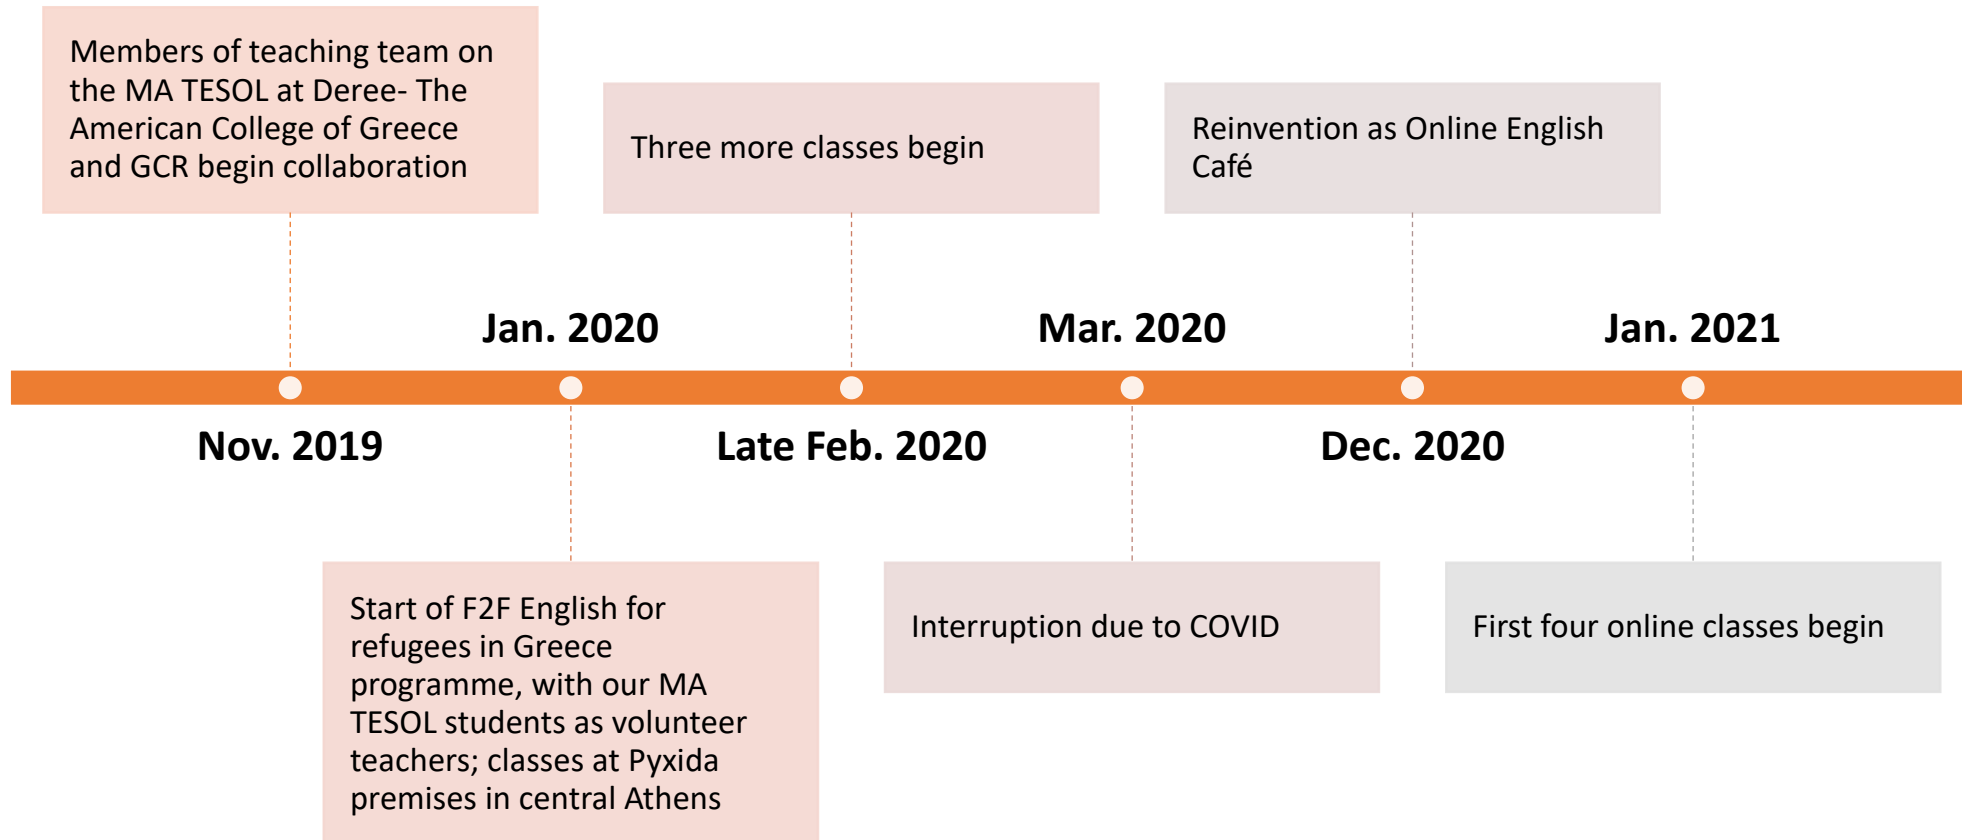 Members of teaching team on
the MA TESOL at Deree- The
American College of Greece
and GCR begin collaboration
Three more classes begin
Reinvention as Online English
Café
Jan. 2020
Mar. 2020
Jan. 2021
Nov. 2019
Late Feb. 2020
Dec. 2020
Start of F2F English for
refugees in Greece
programme, with our MA
TESOL students as volunteer
teachers; classes at Pyxida
premises in central Athens
Interruption due to COVID
First four online classes begin